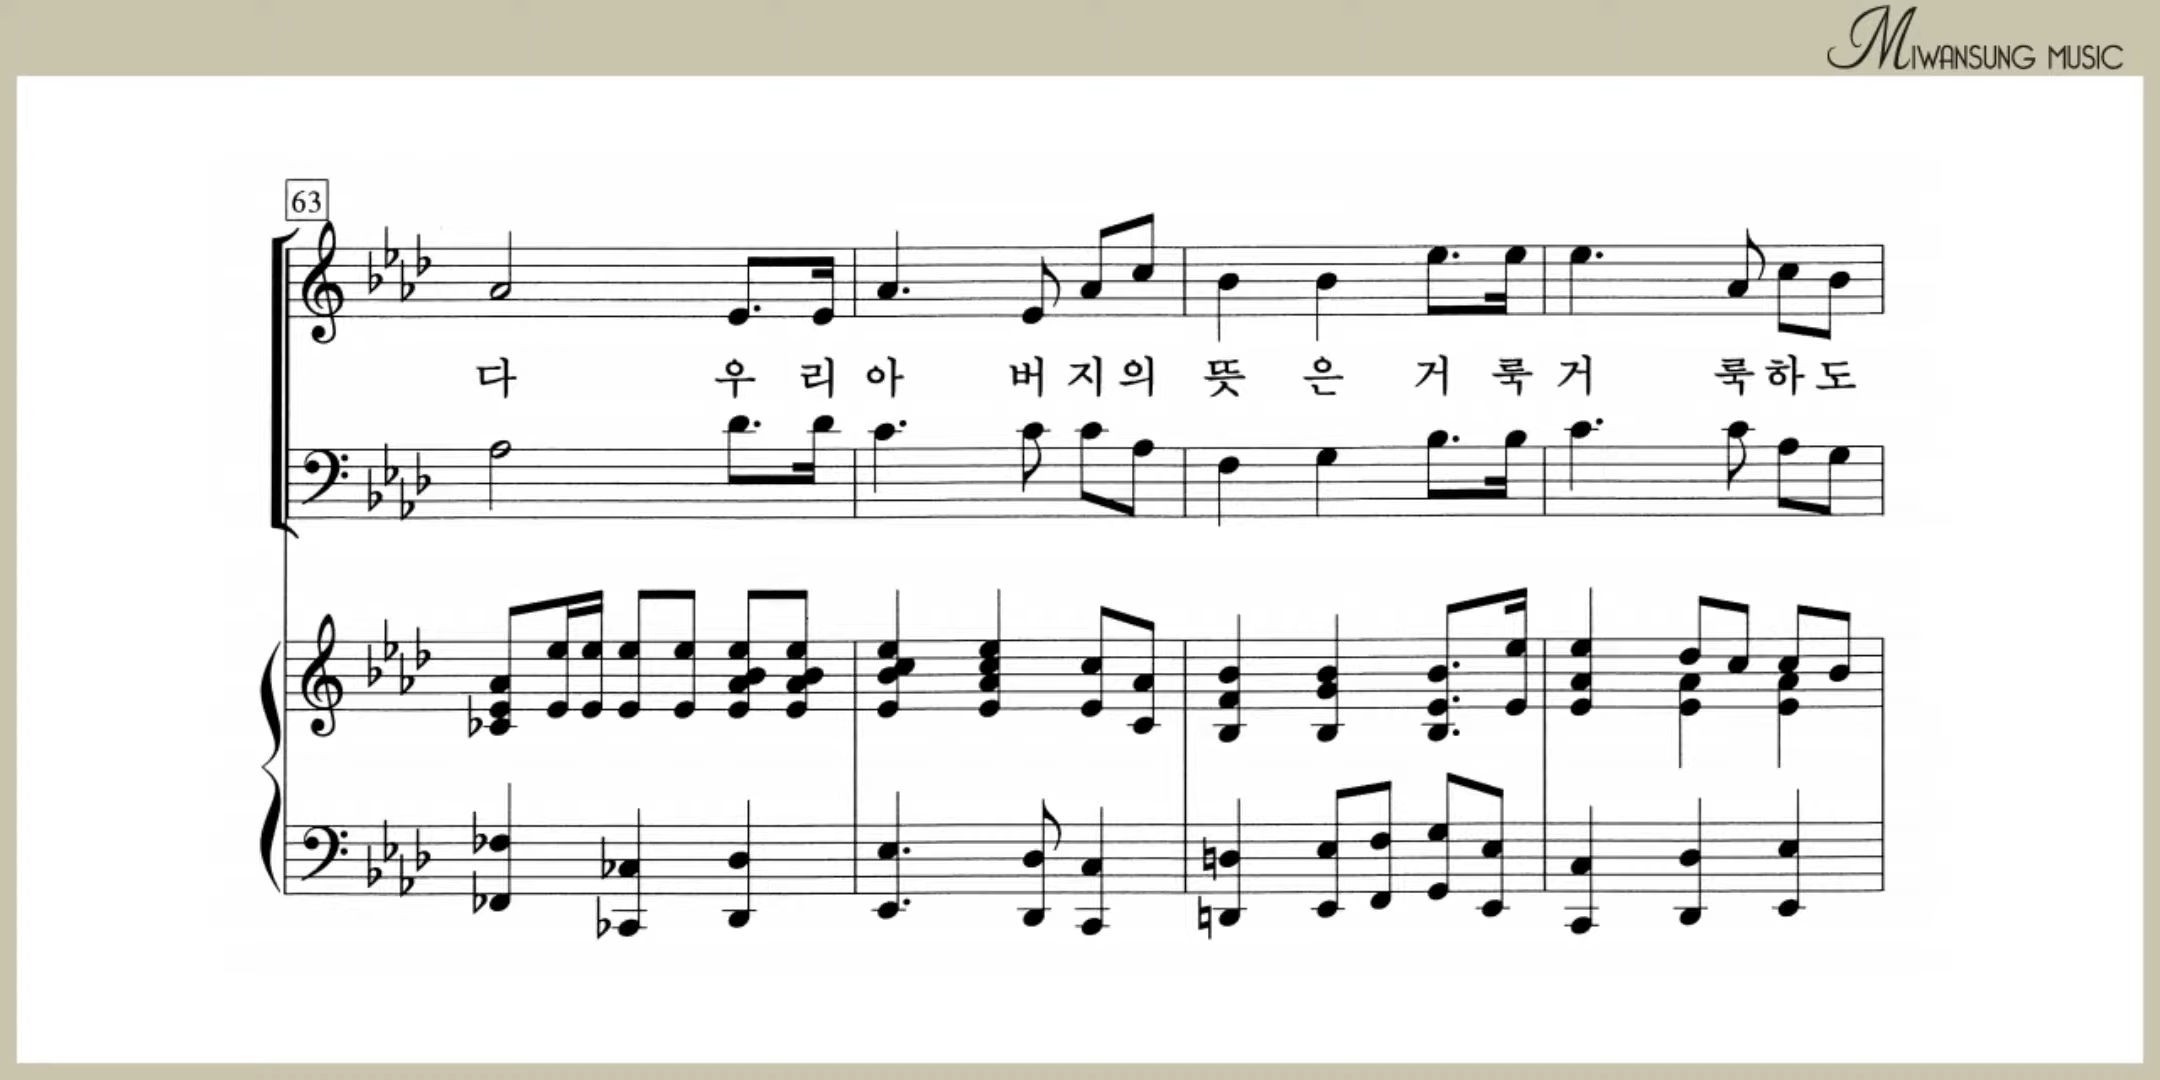 MIWANSUNG MUSIC
63
다 우 리 아 버 지 의 뜻 은 거 룩 거 룩 하 도